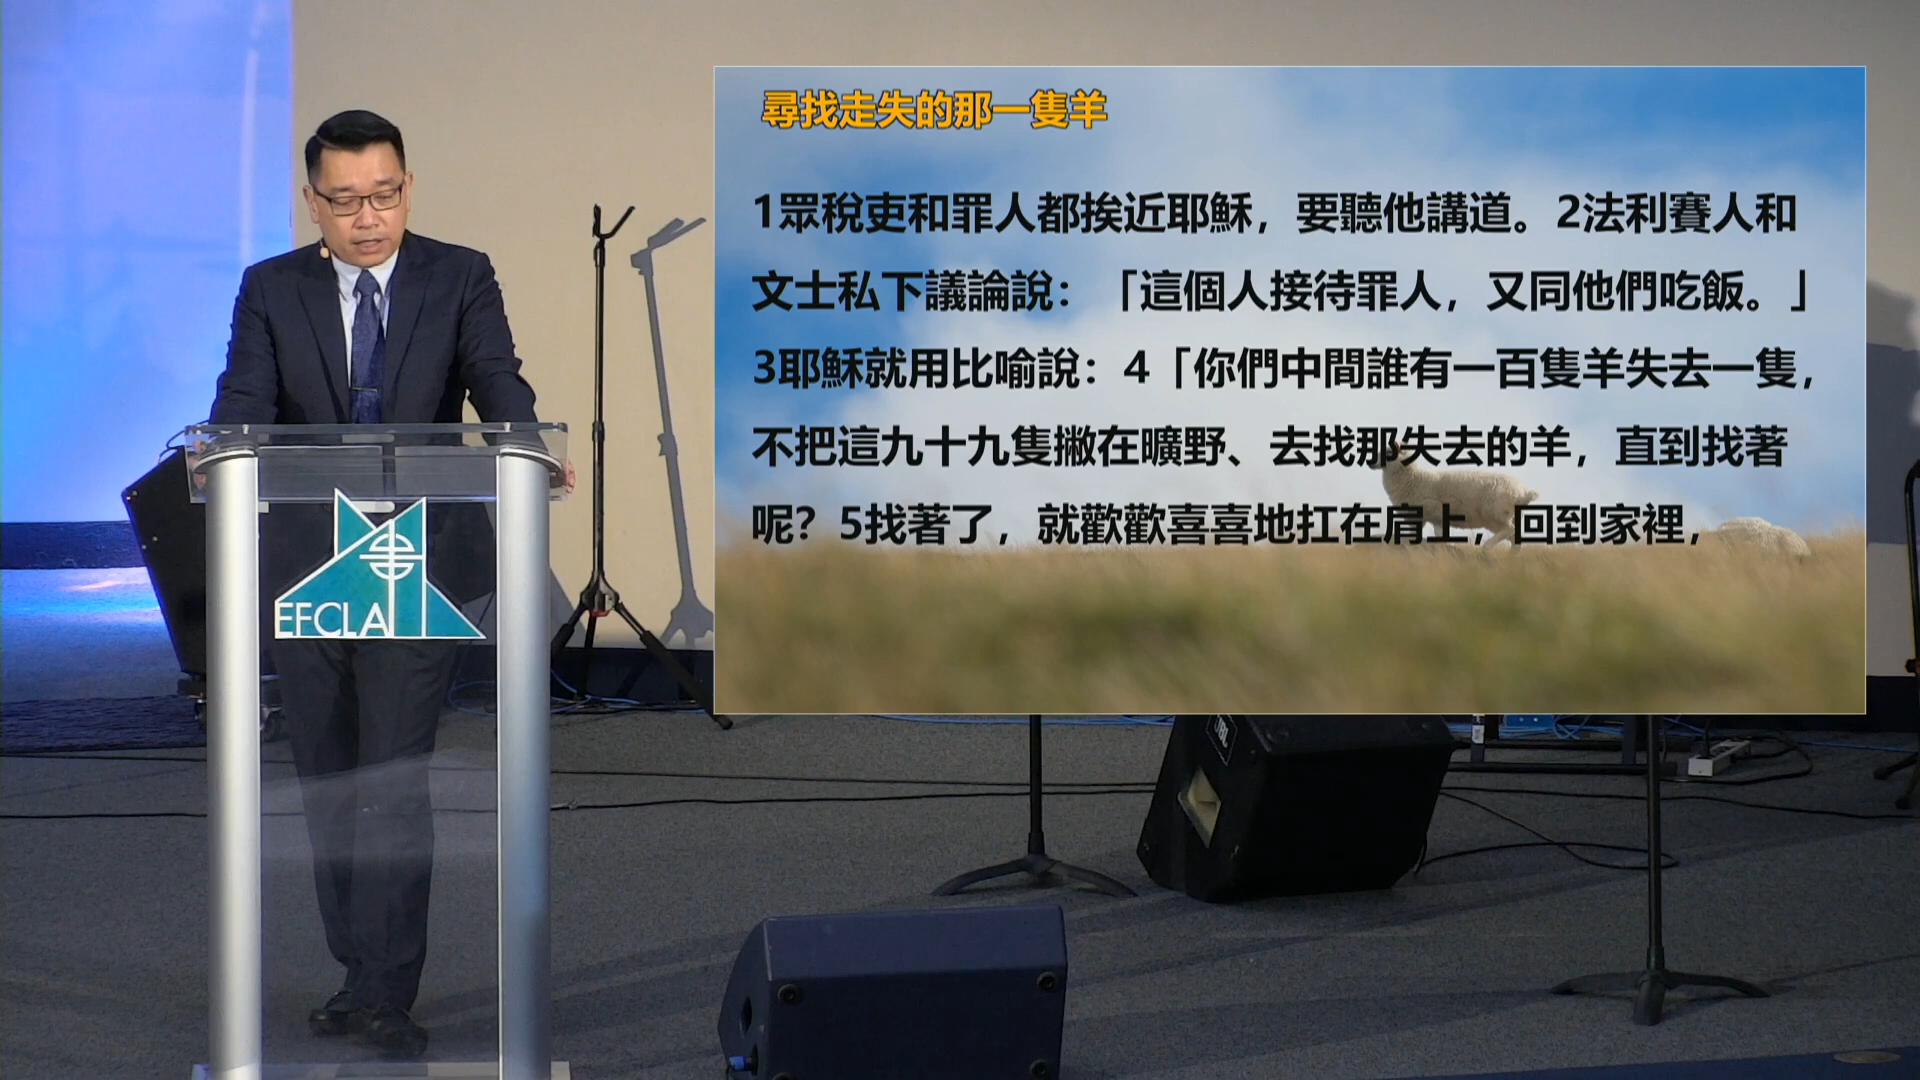 尋找走失的那一隻羊
1眾稅吏和罪人都挨近耶穌，要聽他講道。2法利賽人和
文士私下議論說：「這個人接待罪人，又同他們吃飯。」
3耶穌就用比喻說：4「你們中間誰有一百隻羊失去一隻，
不把這九十九隻撇在曠野、去找那失去的羊，直到找著
呢？5找著了，就歡歡喜喜地扛在肩上，回到家裡，
EFCLA
JBL